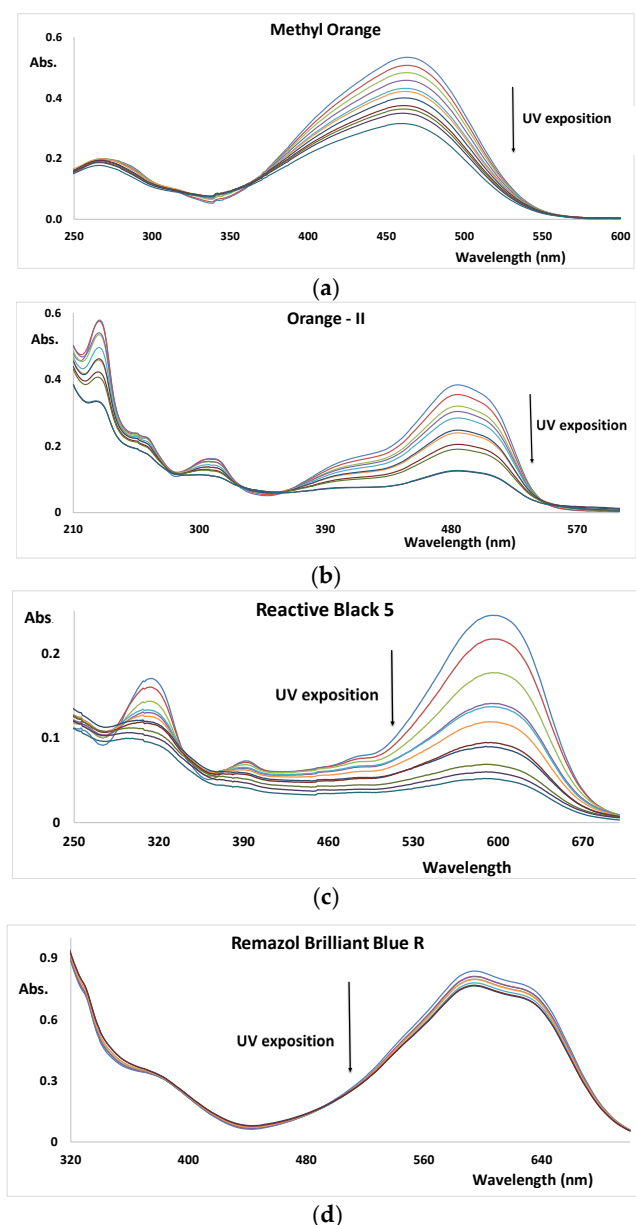 Methyl Orange
0.6
Abs.
0.4
UV exposition
0.2
0.0
250 300 350 400 450 500 550 600
Wavelength (nm)
(a)
Orange - II
0.6
Abs.
0.4
UV exposition
0.2
0
210 300 390 480 570
Wavelength (nm)
(b)
Reactive Black 5
Abs.
0.2
UV exposition
0.1
0
250 320 390 460 530 600 670
Wavelength
(c)
Remazol Brilliant Blue R
0.9
Abs.
0.6
UV exposition
0.3
0
320 400 480 560 640
Wavelength (nm)
(d)